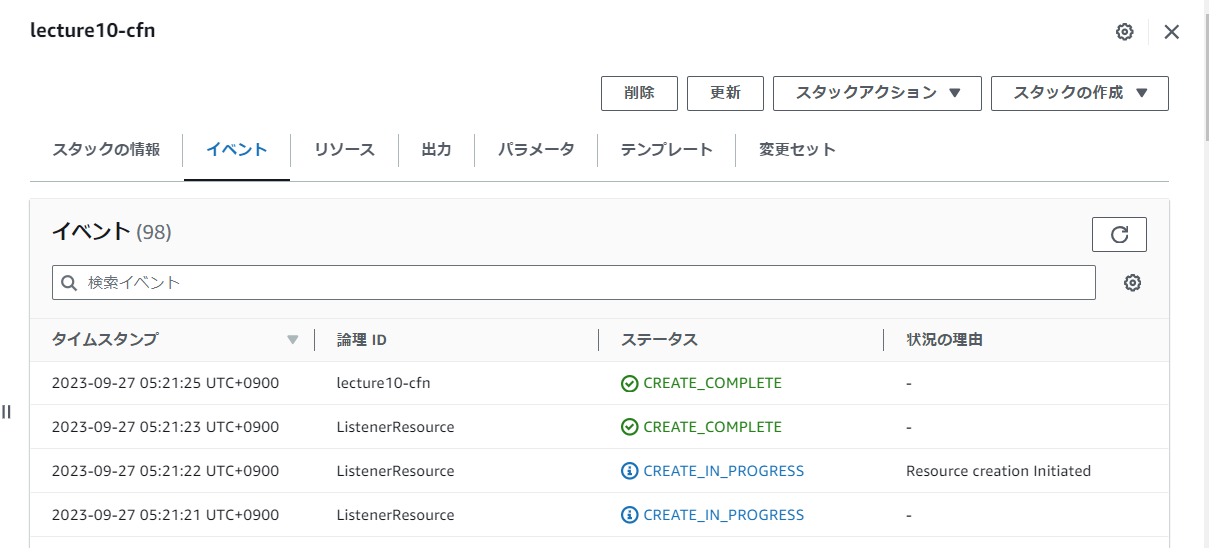 lecture10-cfn
削除 更新 スタックアクション スタックの作成
スタックの情報 イベント リソース 出力 パラメータ テンプレート 変更セット
イベント (98)
検索イベント
タイムスタンプ 論理 ID ステータス 状況の理由
2023-09-27 05:21:25 UTC+0900 lecture10-cfn CREATE_COMPLETE -
2023-09-27 05:21:23 UTC+0900 ListenerResource CREATE_COMPLETE -
2023-09-27 05:21:22 UTC+0900 ListenerResource CREATE_IN_PROGRESS Resource creation Initiated
2023-09-27 05:21:21 UTC+0900 ListenerResource CREATE_IN_PROGRESS -